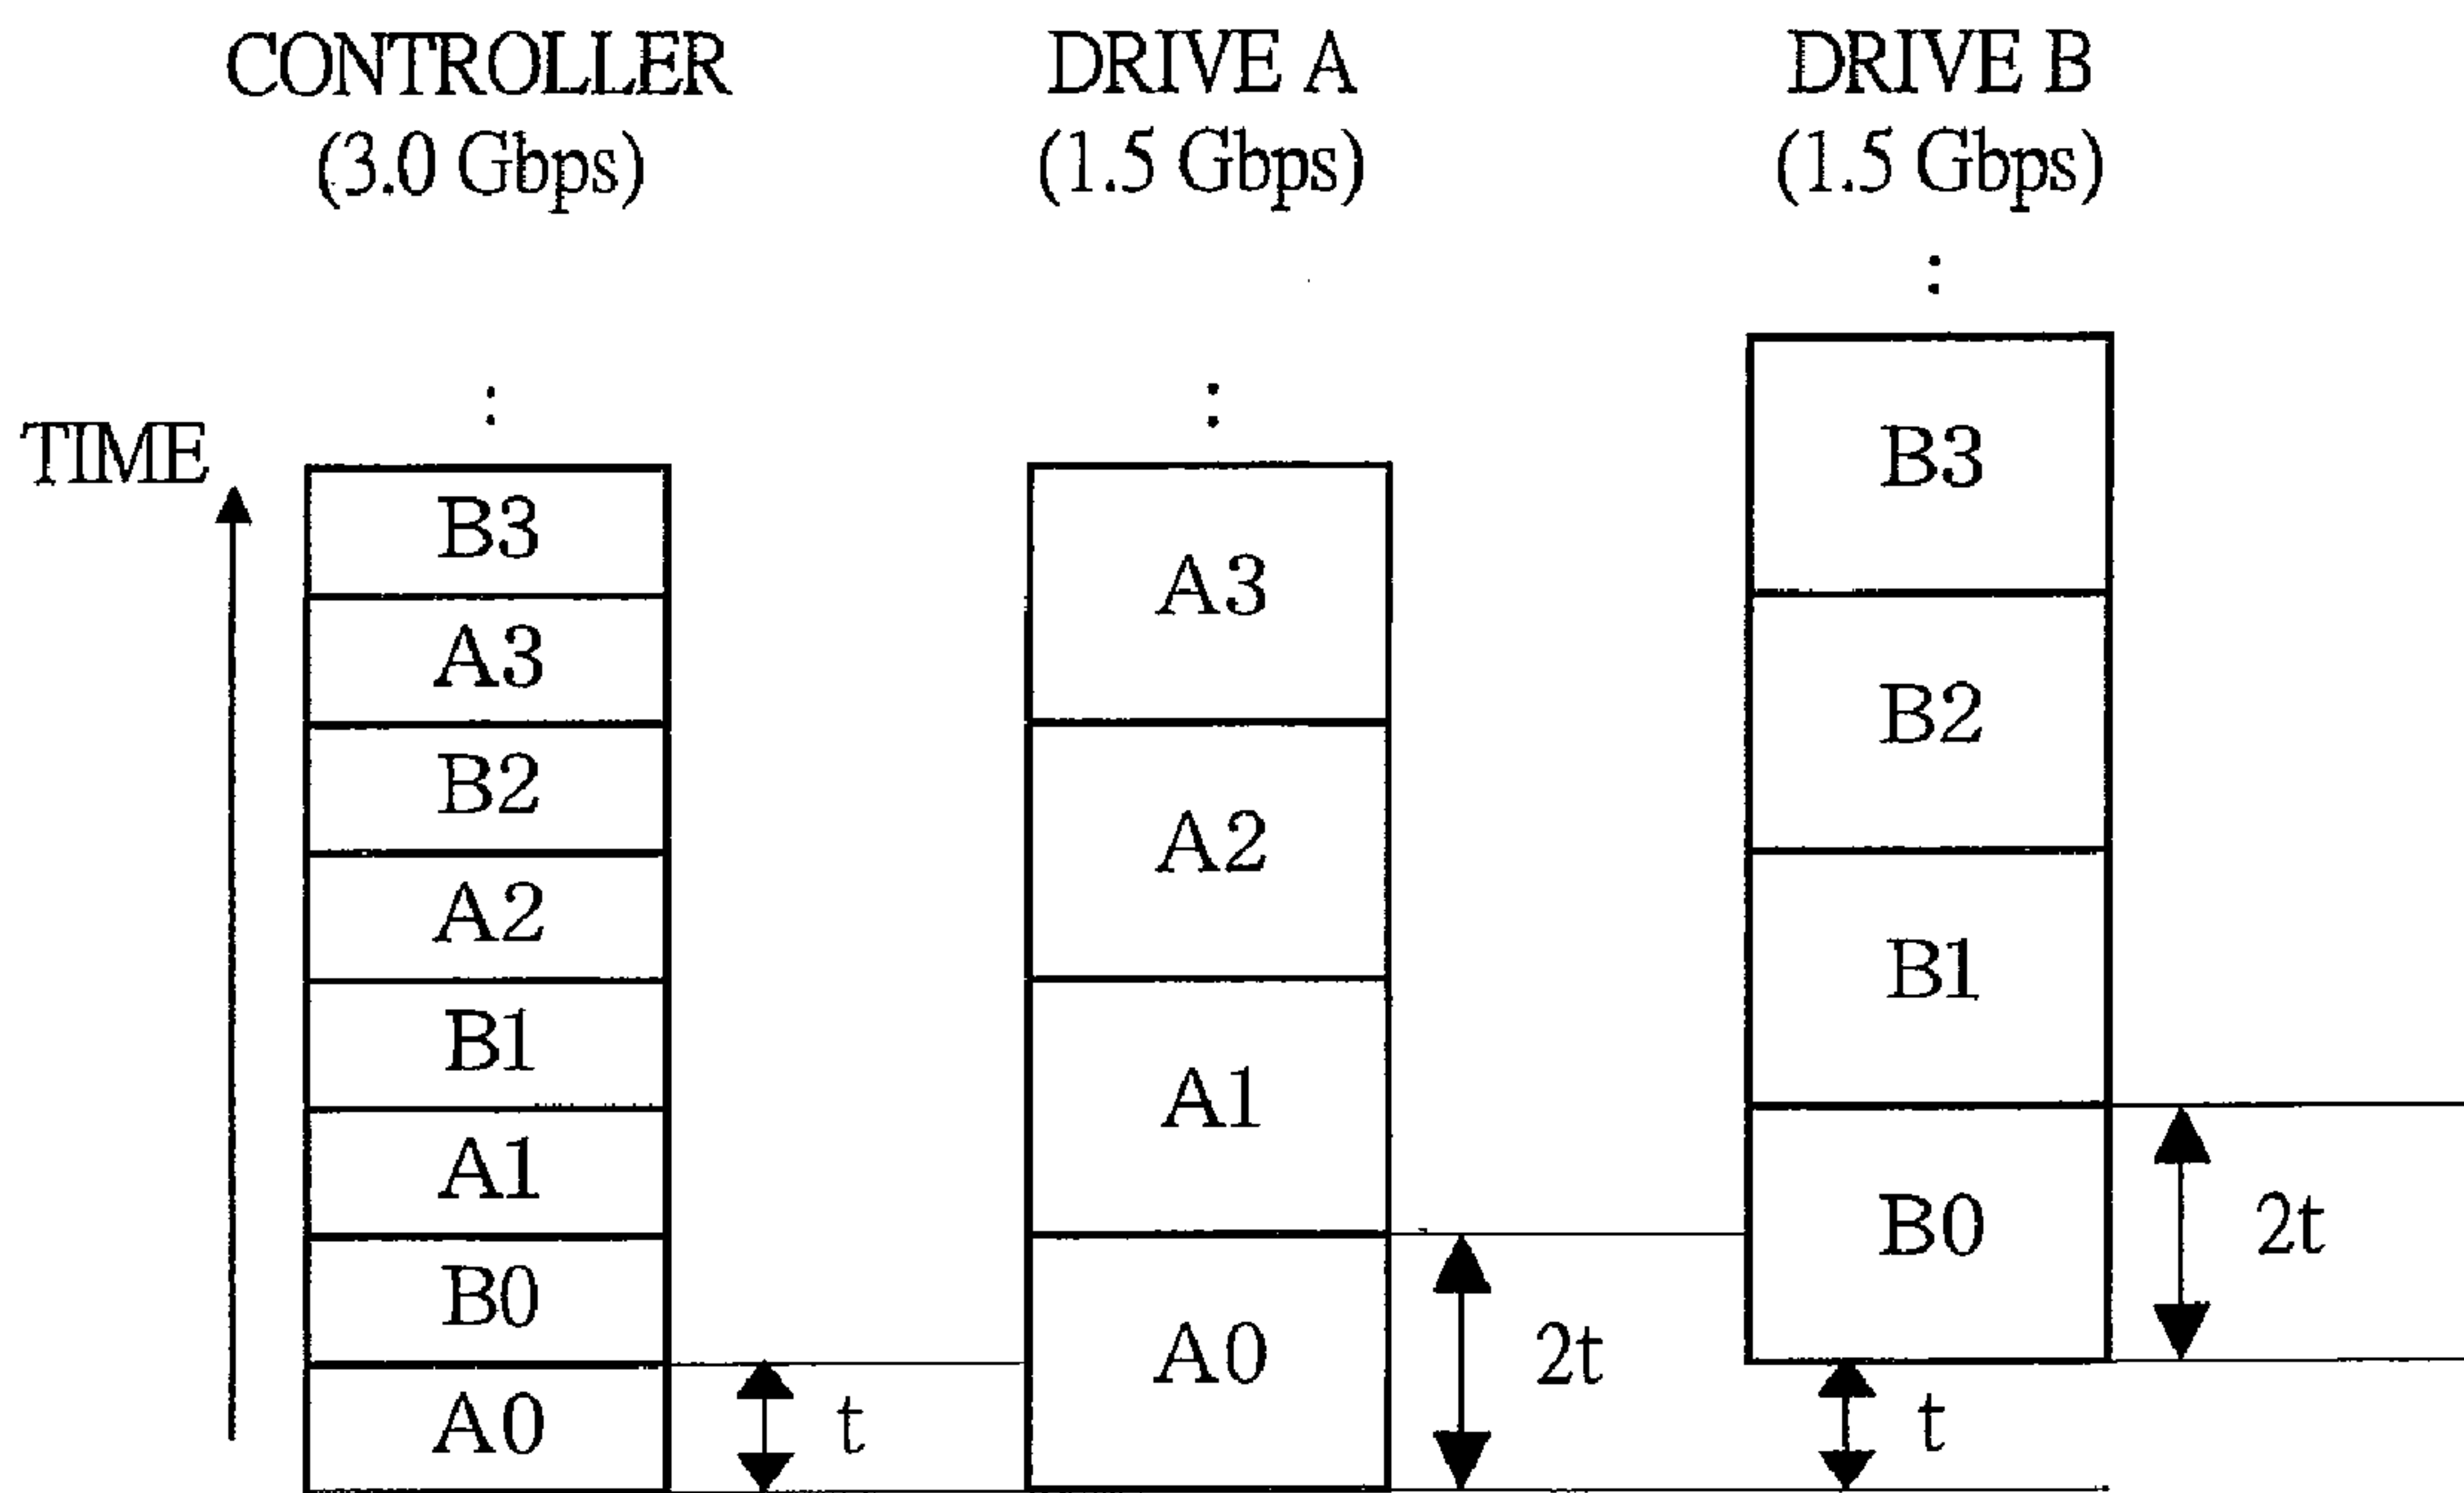 CONTROLLER
(3.0 Gbps)
DRIVE A
(1.5 Gbps)
DRIVE B
(1.5 Gbps)
TIME
:
B3
A3
B2
A2
B1
A1
B0
A0
t
:
A3
A2
A1
A0
2t
:
B3
B2
B1
B0
2t
t